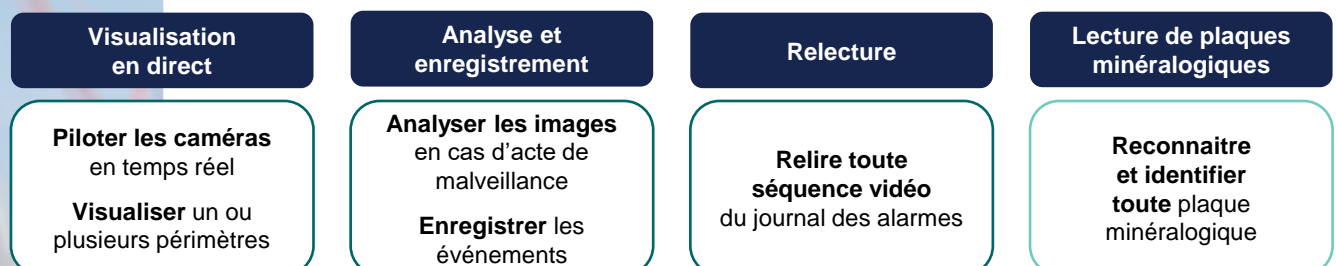 Visualisation
en direct
Piloter les caméras
en temps réel
Visualiser un ou
plusieurs périmètres
Analyse et
enregistrement
Analyser les images
en cas d'acte de
malveillance
Enregistrer les
événements
Relecture
Relire toute
séquence vidéo
du journal des alarmes
Lecture de plaques
minéralogiques
Reconnaitre
et identifier
toute plaque
minéralogique